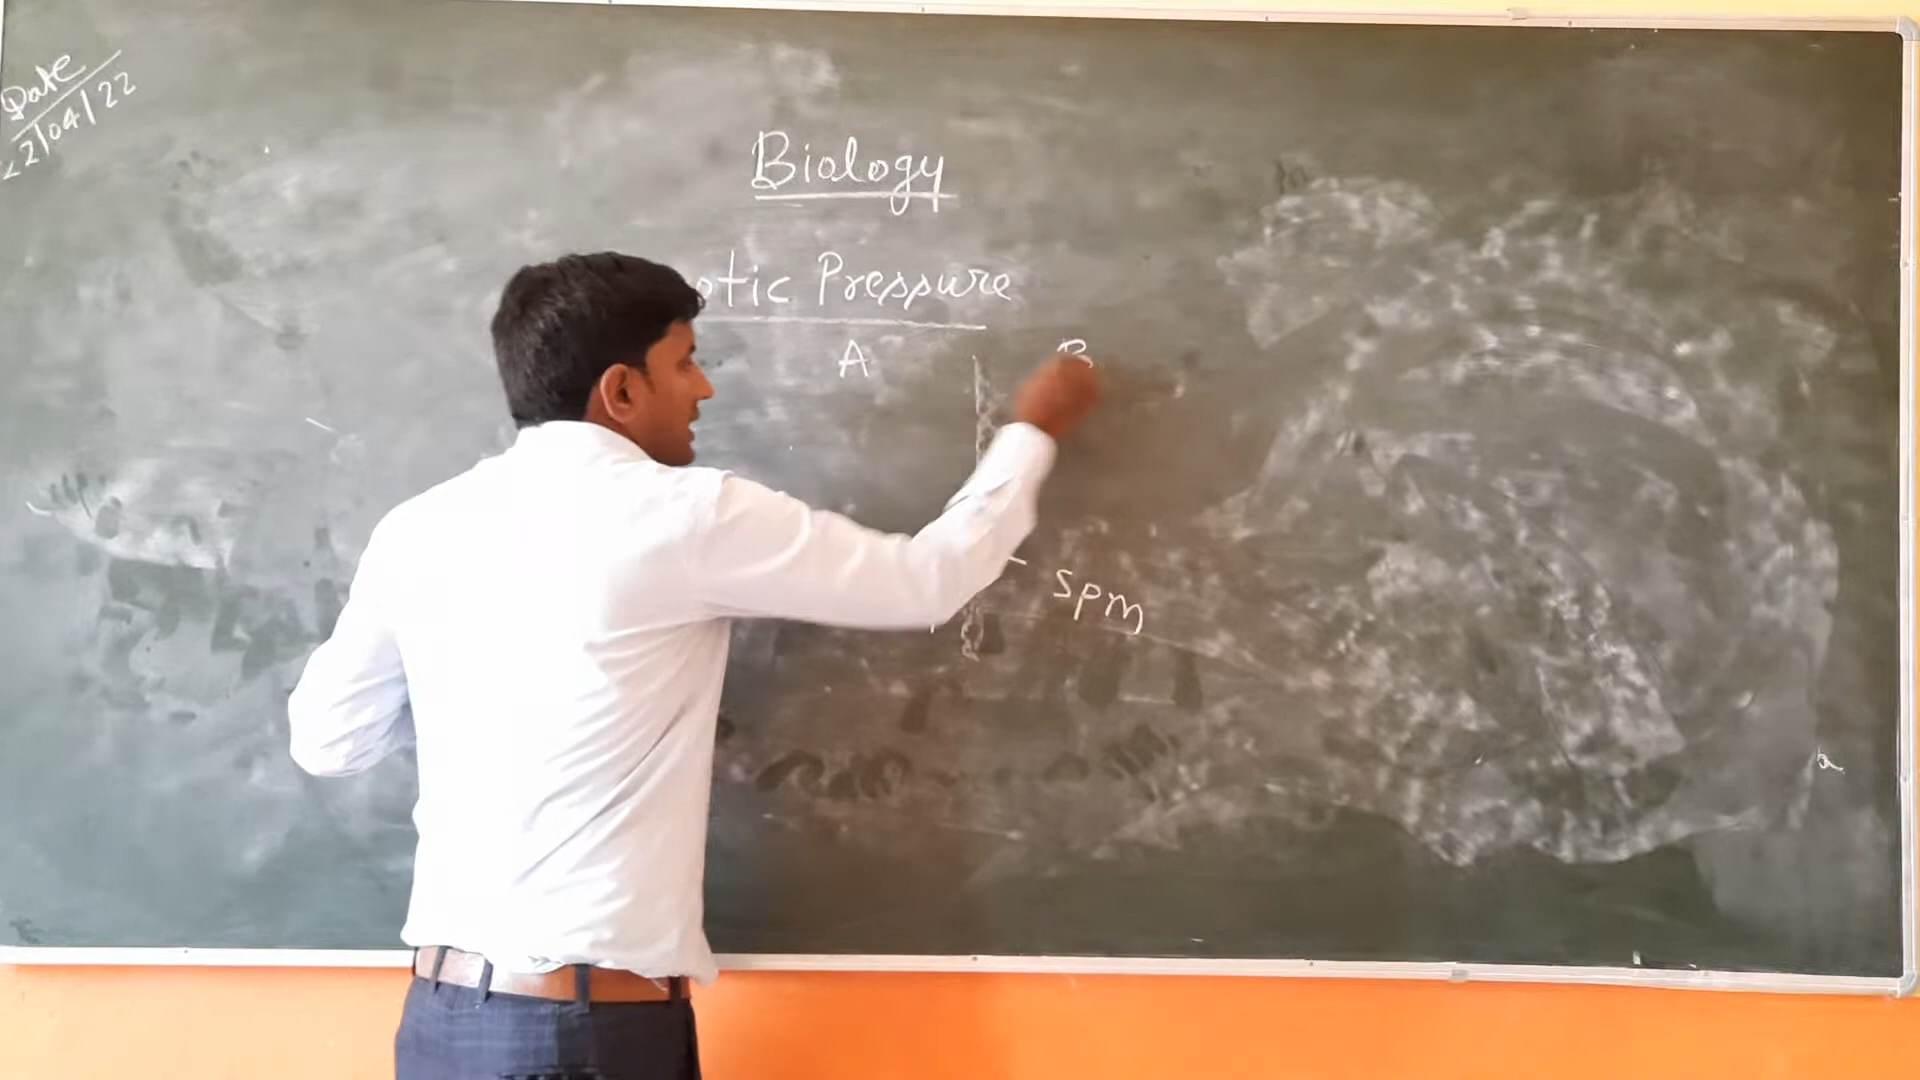 Date
22/04/22
Biology
otic Pressure
A
B
SPM
a